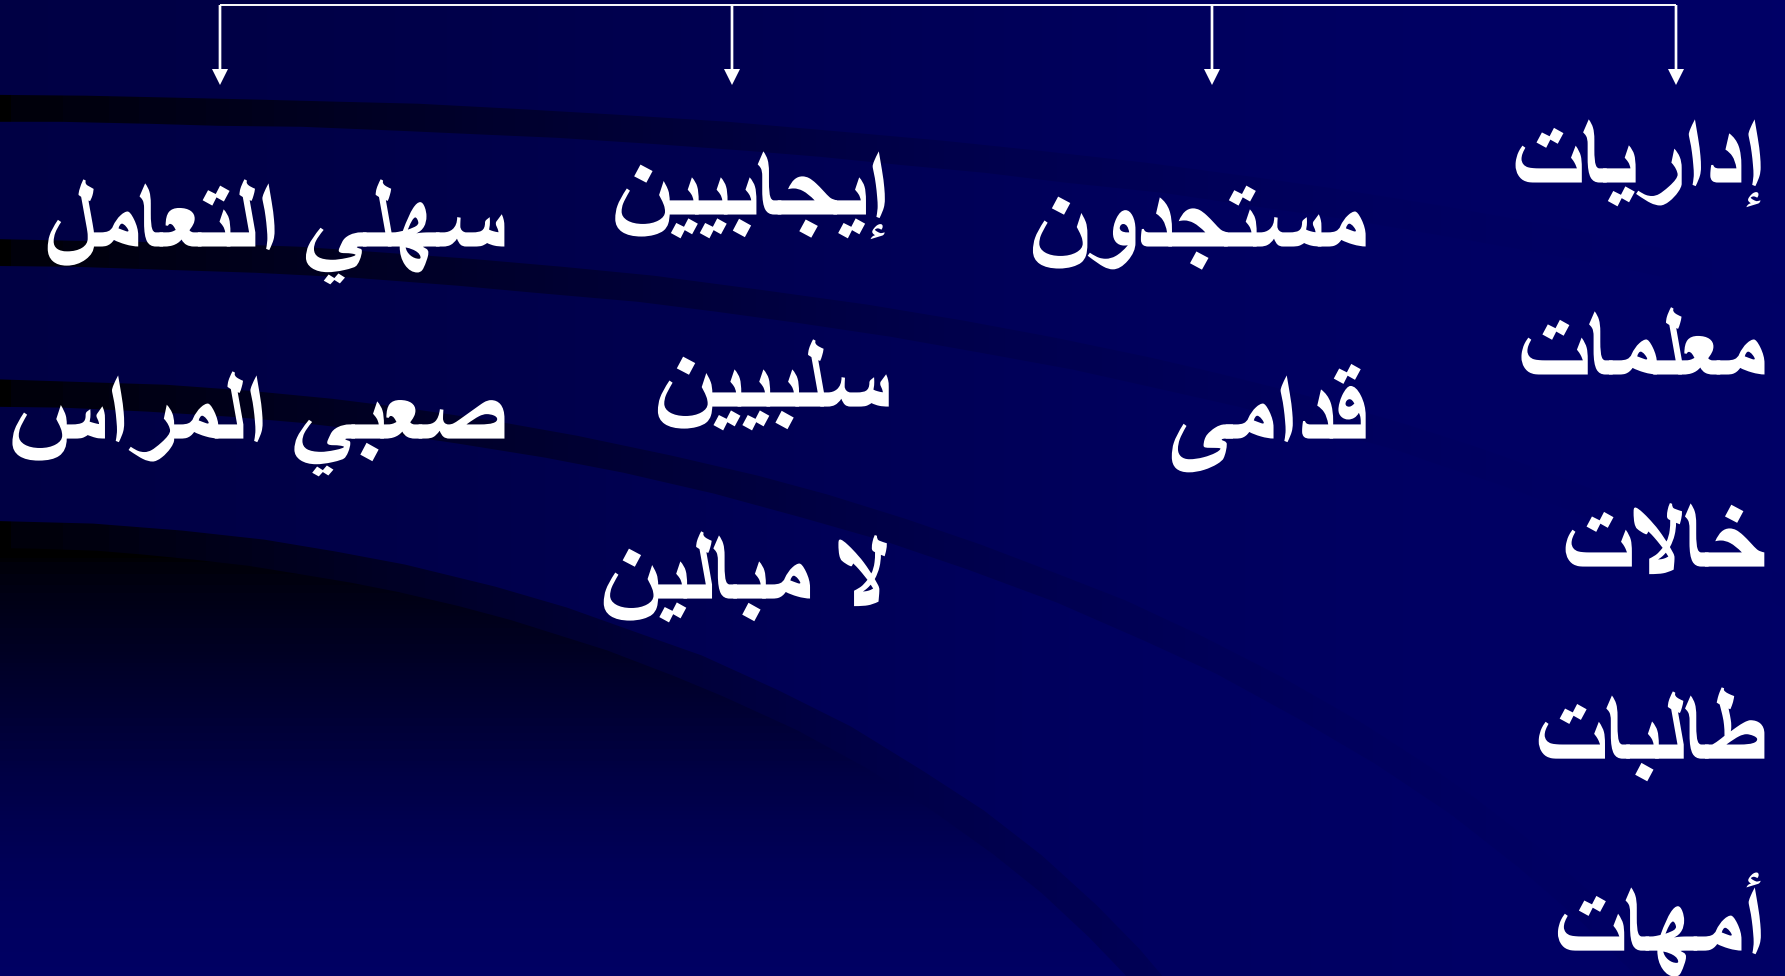 إداريات
معلمات
خالات
طالبات
أمهات
مستجدون
قدامى
إيجابيين
سلبيين
لا مبالين
سهلي التعامل
صعبي المراس